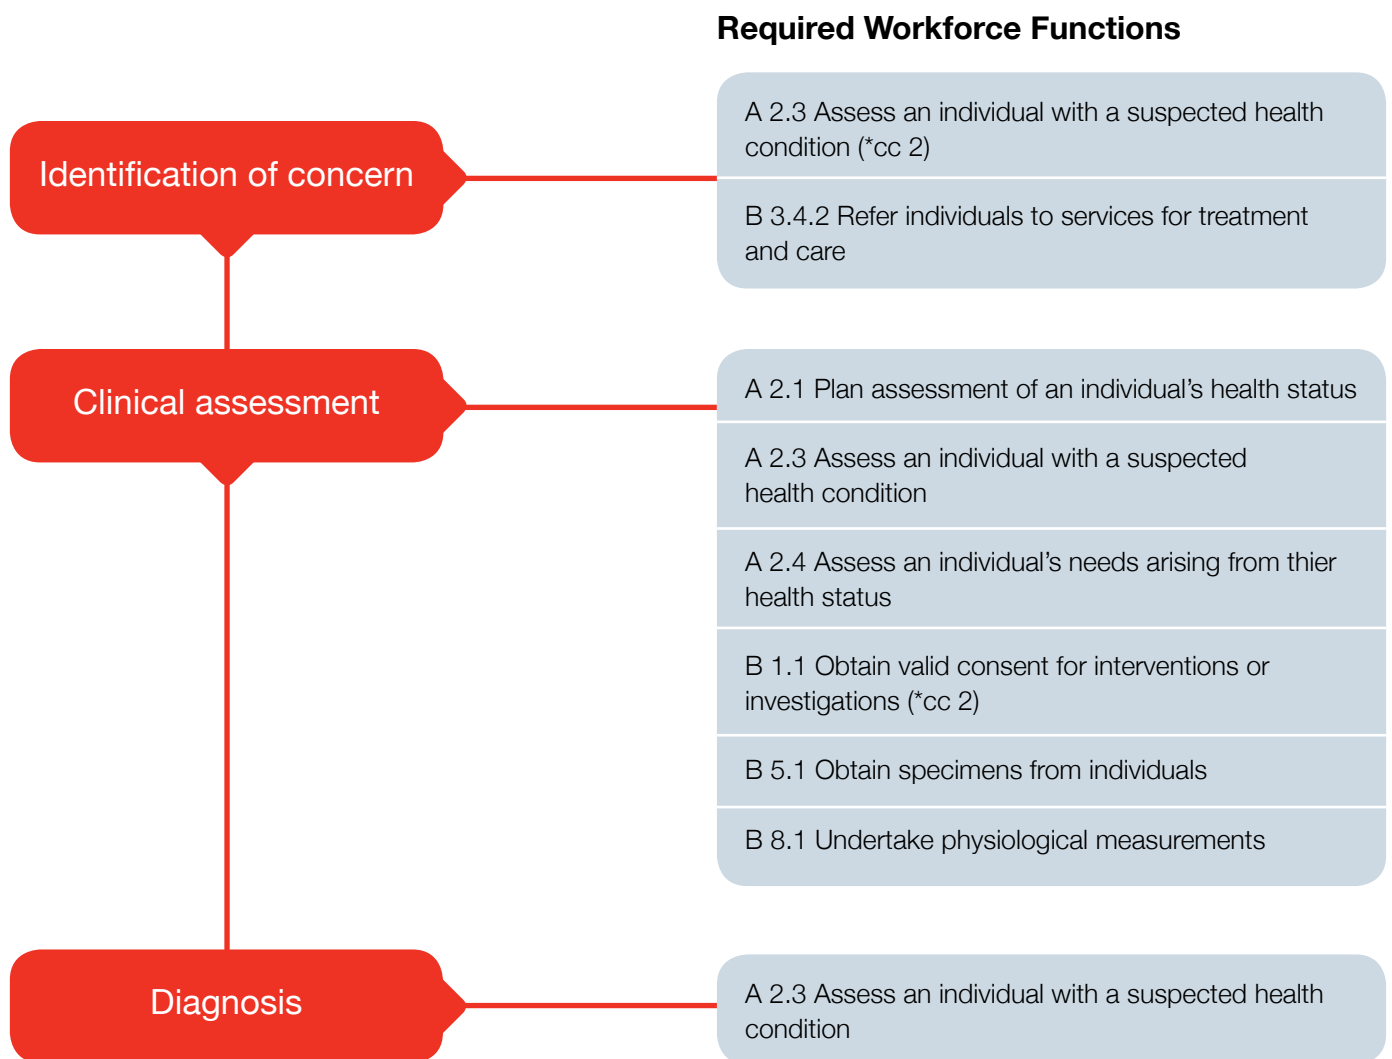 Required Workforce Functions
Identification of concern
A 2.3 Assess an individual with a suspected health
condition (*cc 2)
B 3.4.2 Refer individuals to services for treatment
and care
Clinical assessment
A 2.1 Plan assessment of an individual’s health status
A 2.3 Assess an individual with a suspected
health condition
A 2.4 Assess an individual’s needs arising from thier
health status
B 1.1 Obtain valid consent for interventions or
investigations (*cc 2)
B 5.1 Obtain specimens from individuals
B 8.1 Undertake physiological measurements
Diagnosis
A 2.3 Assess an individual with a suspected health
condition